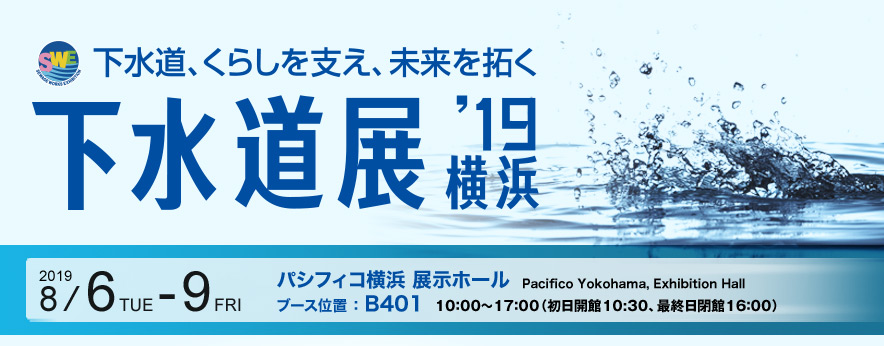 SWE
SEWAGE WORKS EXHIBITION
下水道、くらしを支え、未来を拓く
下水道展 '19
横浜
2019
8/6 TUE - 9 FRI
パシフィコ横浜 展示ホール Pacifico Yokohama, Exhibition Hall
ブース位置：B401 10:00〜17:00（初日開館10:30、最終日閉館16:00）